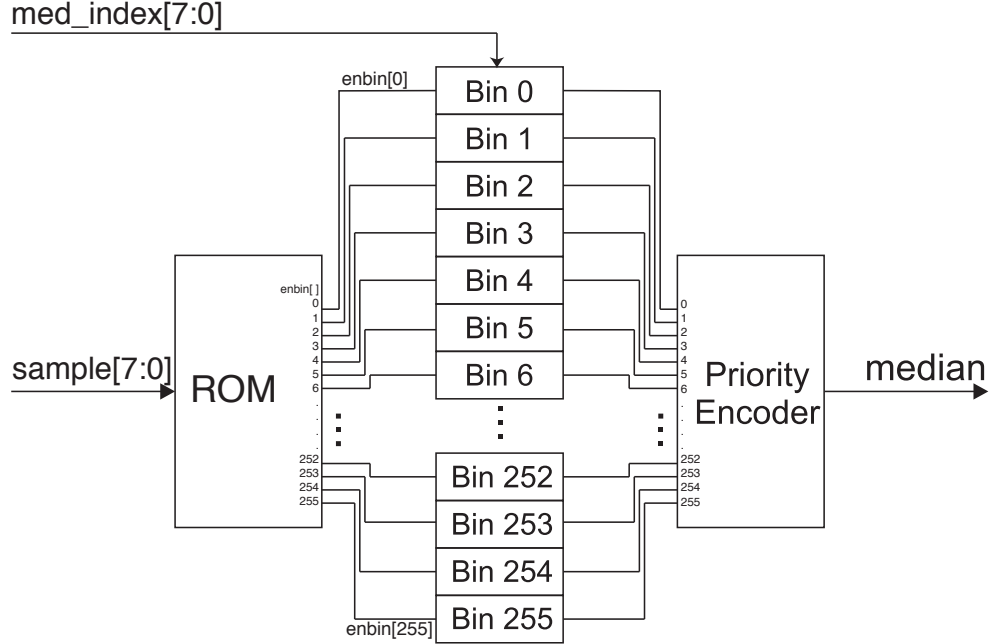 med_index[7:0]
enbin[0]
Bin 0
Bin 1
Bin 2
Bin 3
Bin 4
Bin 5
Bin 6
Bin 252
Bin 253
Bin 254
Bin 255
enbin[255]
sample[7:0]
ROM
enbin[ ]
0
1
2
3
4
5
6
252
253
254
255
0
1
2
3
4
5
6
252
253
254
255
Priority
Encoder
median